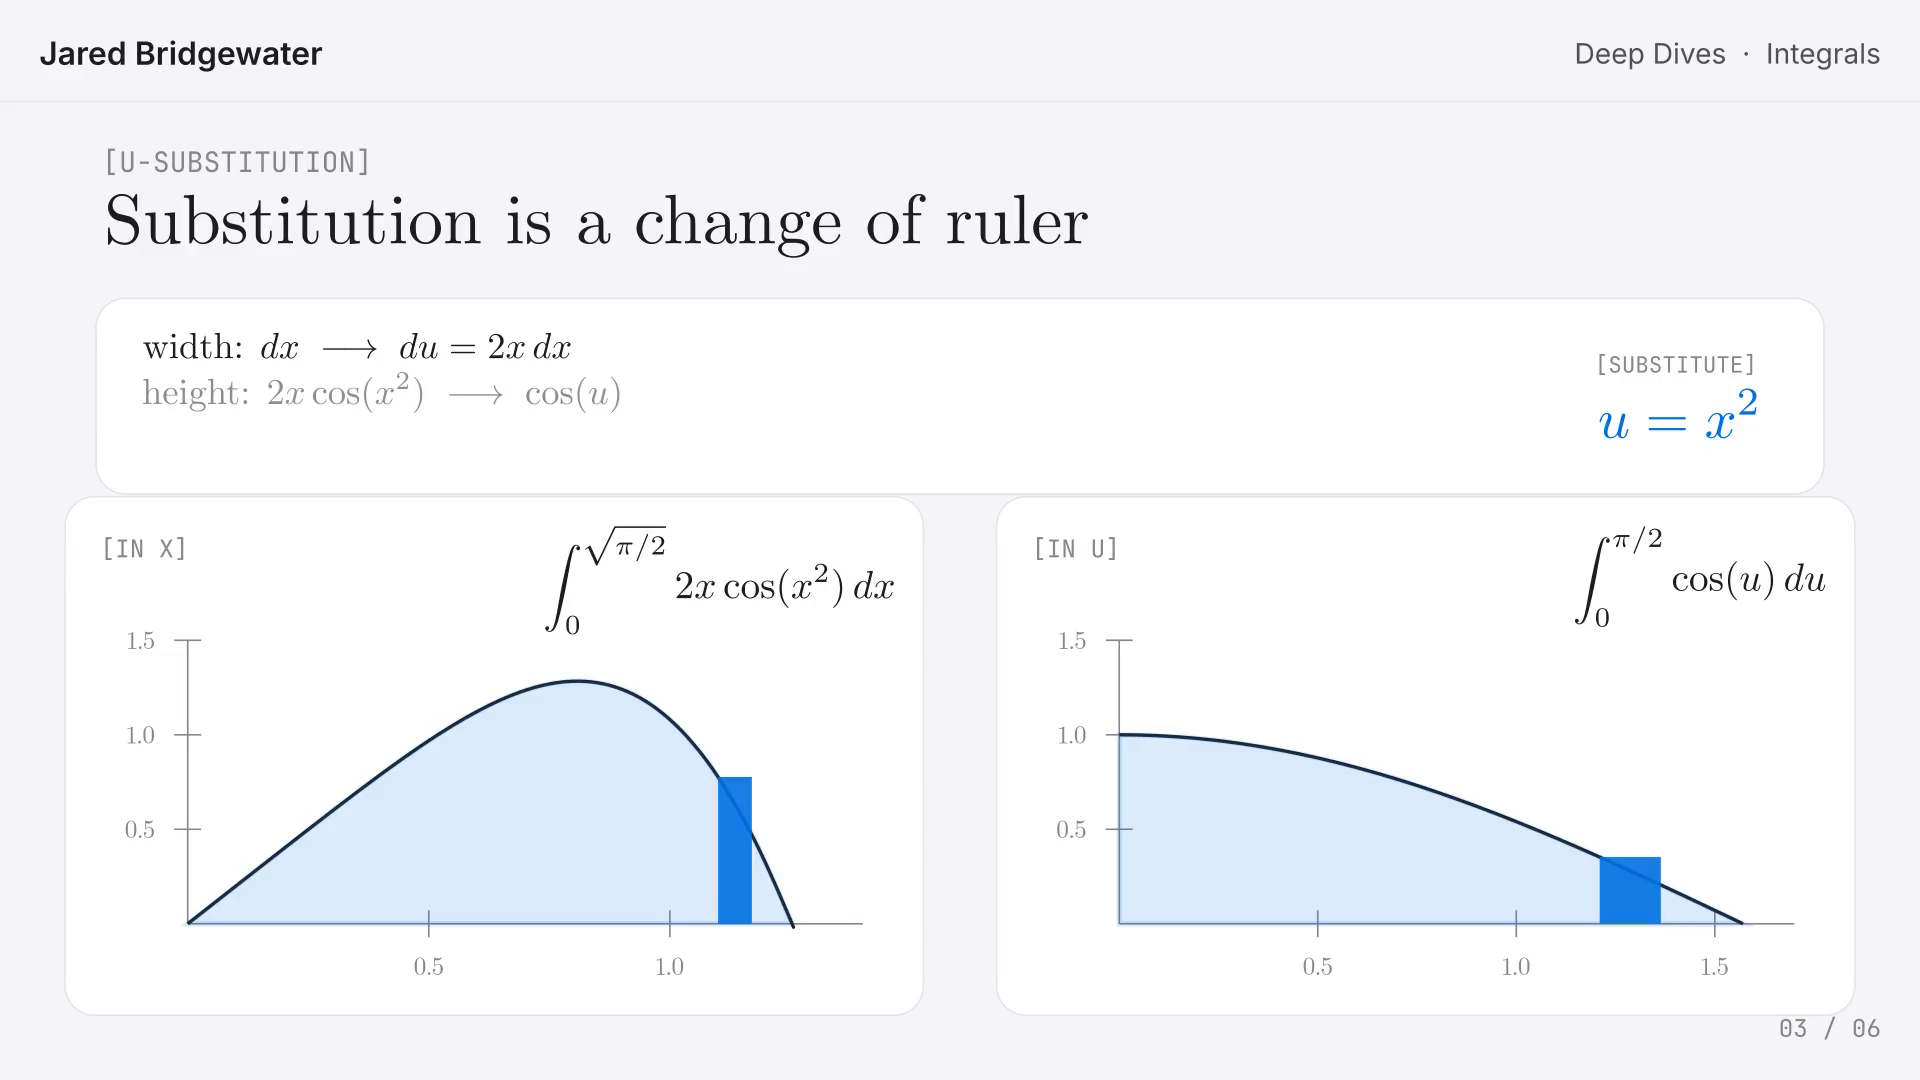 Jared Bridgewater
Deep Dives · Integrals
[U-SUBSTITUTION]
Substitution is a change of ruler
width: dx ⟶ du = 2x dx
height: 2x cos(x²) ⟶ cos(u)
[SUBSTITUTE]
u = x²
[IN X]
∫₀^√(π/2) 2x cos(x²) dx
1.5
1.0
0.5
0.5 1.0
[IN U]
∫₀^π/2 cos(u) du
1.5
1.0
0.5
0.5 1.0 1.5
03 / 06